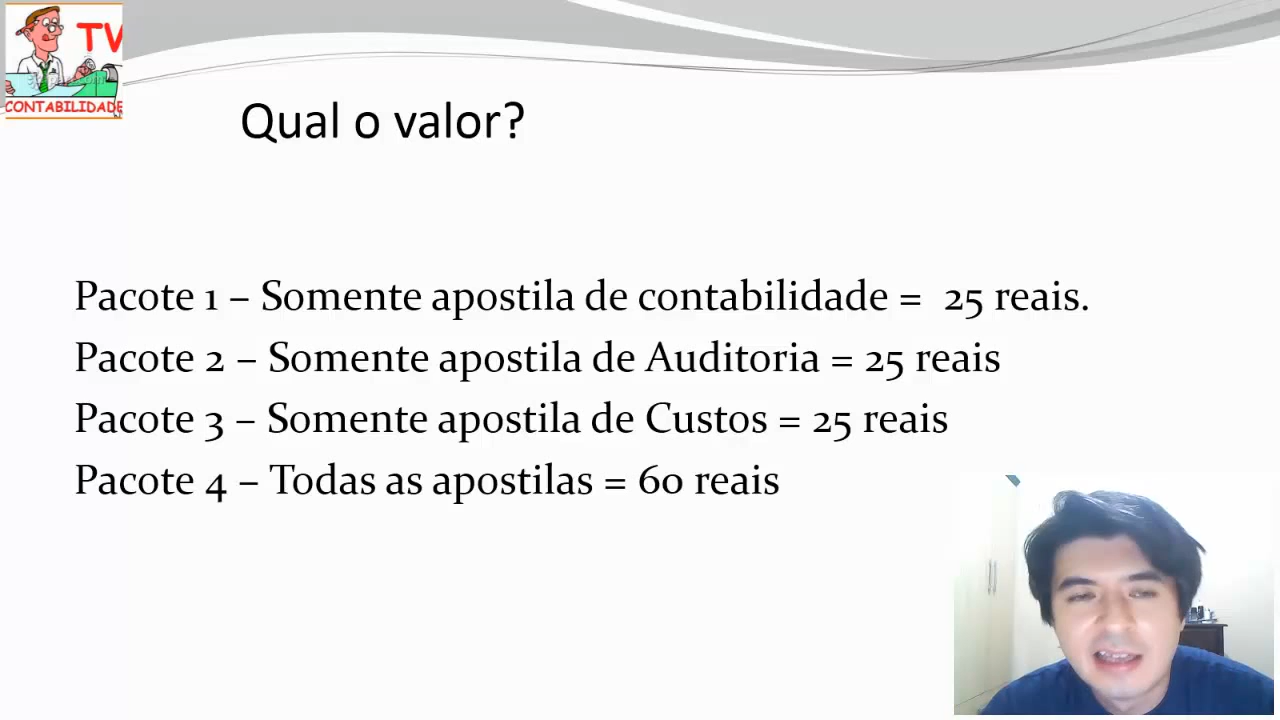 TV
CONTABILIDADE
Qual o valor?
Pacote 1 – Somente apostila de contabilidade = 25 reais.
Pacote 2 – Somente apostila de Auditoria = 25 reais
Pacote 3 – Somente apostila de Custos = 25 reais
Pacote 4 – Todas as apostilas = 60 reais